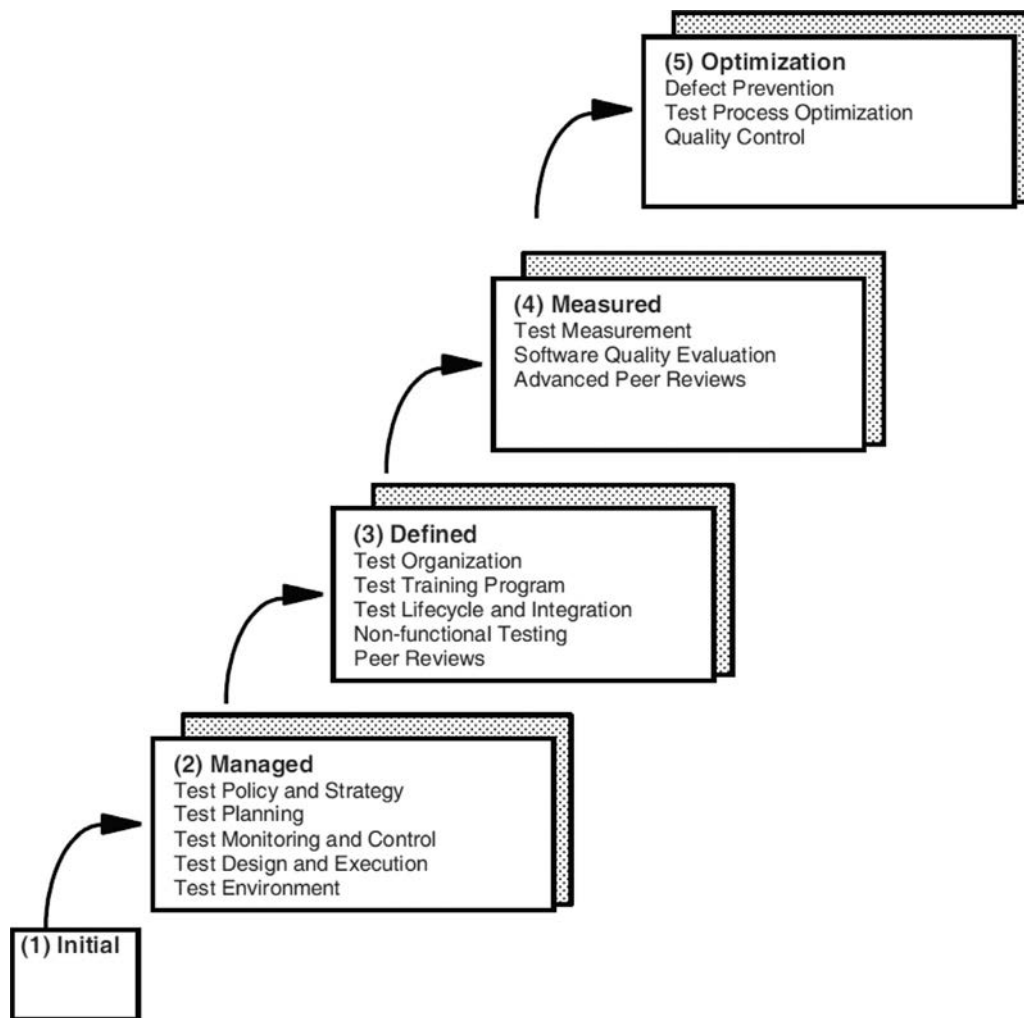 (5) Optimization
Defect Prevention
Test Process Optimization
Quality Control
(4) Measured
Test Measurement
Software Quality Evaluation
Advanced Peer Reviews
(3) Defined
Test Organization
Test Training Program
Test Lifecycle and Integration
Non-functional Testing
Peer Reviews
(2) Managed
Test Policy and Strategy
Test Planning
Test Monitoring and Control
Test Design and Execution
Test Environment
(1) Initial